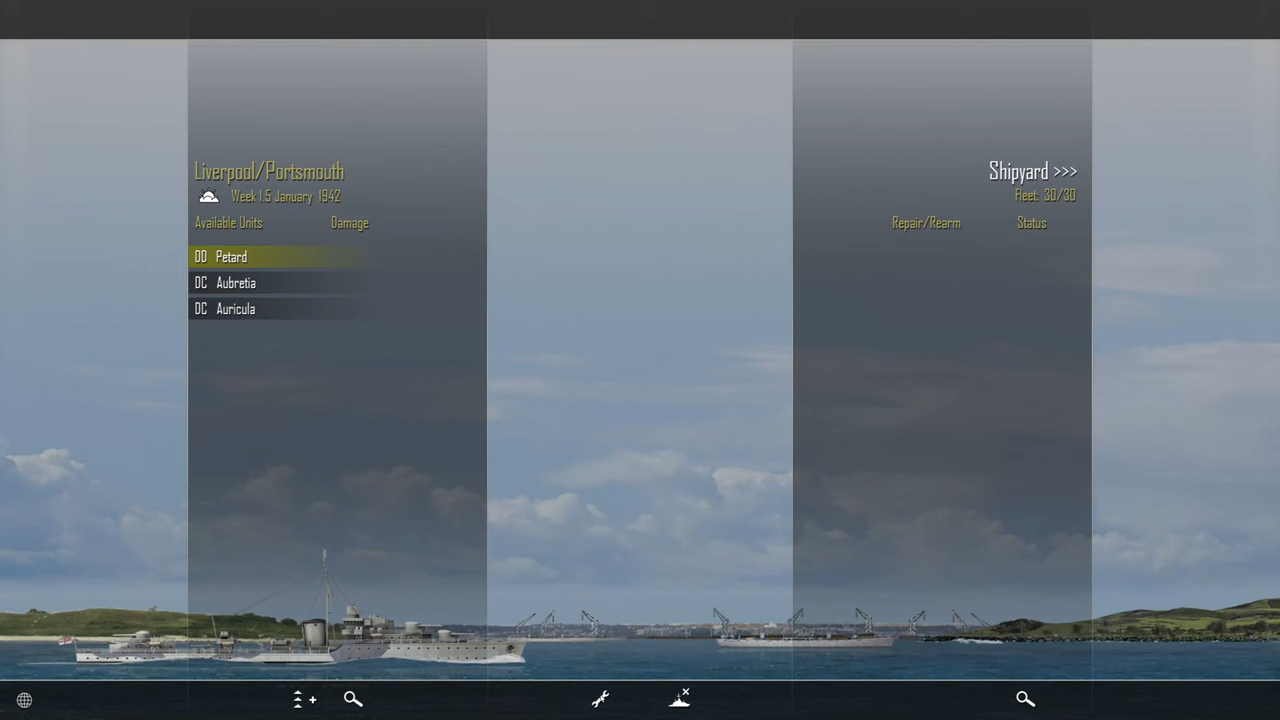 Liverpool/Portsmouth
Week 1.5 January 1942
Available Units Damage
DD Petard
DC Aubretia
DC Auricula
Shipyard >>>
Fleet: 30/30
Repair/Rearm Status